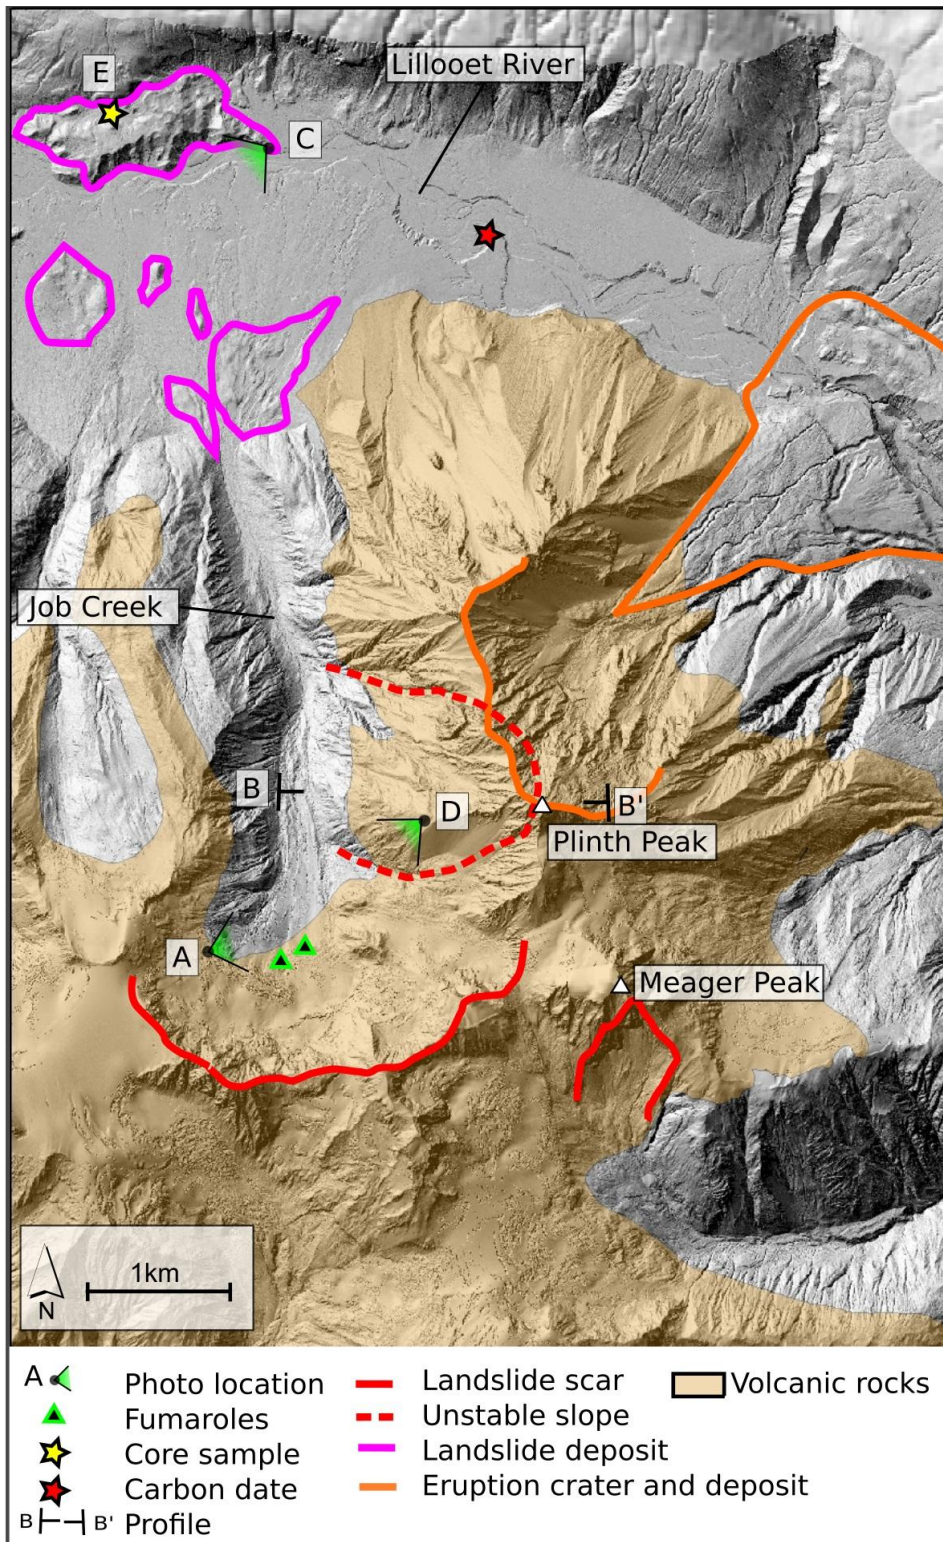 E
Lillooet River
C
Job Creek
B
D
B'
Plinth Peak
A
Meager Peak
1km
N
A Photo location
Fumaroles
Core sample
Carbon date
B B' Profile
Landslide scar
Unstable slope
Landslide deposit
Eruption crater and deposit
Volcanic rocks